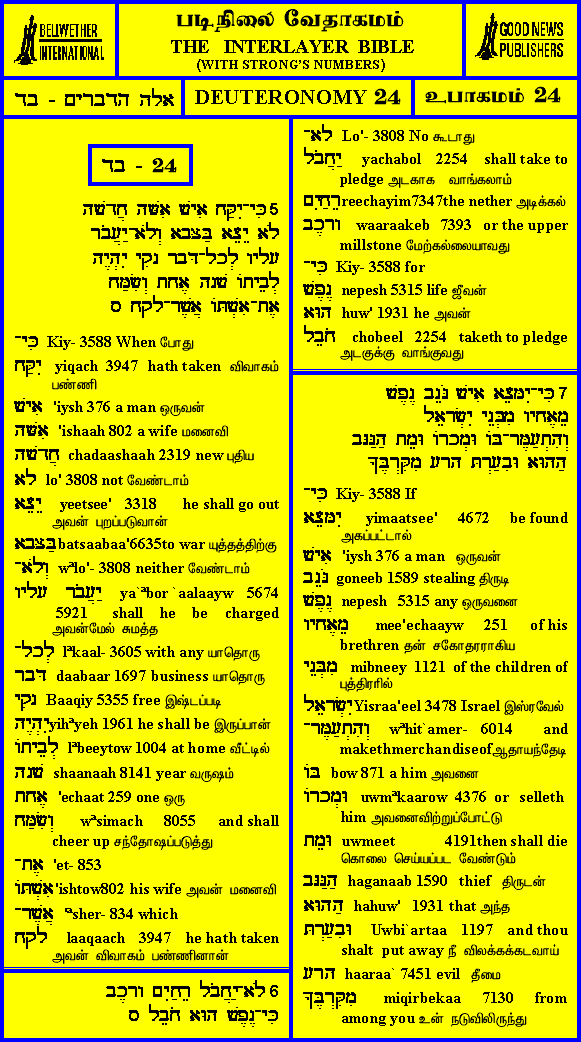 BELLWETHER
INTERNATIONAL
படிநிலை வேதாகமம்
THE INTERLAYER BIBLE
(WITH STRONG'S NUMBERS)
GOOD NEWS
PUBLISHERS
אלה הדברים - בד
DEUTERONOMY 24
உபாகமம் 24
בד - 24
5 כִּי־יִקַּח אִישׁ אִשָּׁה חֲדָשָׁה
לֹא יֵצֵא בַּצָּבָא וְלֹא־יַעֲבֹר
עָלָיו לְכָל־דָּבָר נָקִי יִהְיֶה
לְבֵיתוֹ שָׁנָה אֶחָת וְשִׂמַּח
אֶת־אִשְׁתּוֹ אֲשֶׁר־לָקָח ס
כִּי־ Kiy- 3588 When போது
יִקַּח yiqach 3947 hath taken விவாகம்
பண்ணி
אִישׁ 'iysh 376 a man ஒருவன்
אִשָּׁה 'ishaah 802 a wife மனைவி
חֲדָשָׁה chadaashaah 2319 new புதிய
לֹא lo' 3808 not வேண்டாம்
יֵצֵא yeetsee' 3318 he shall go out
அவன் புறப்படுவான்
בַּצָּבָא batsaabaa'6635to war யுத்தத்திற்கு
וְלֹא־ wªlo'- 3808 neither வேண்டாம்
יַעֲבֹר עָלָיו ya`ªbor `aalaayw 5674
5921 shall he be charged
அவன்மேல் சுமத்த
לְכָל־ lªkaal- 3605 with any யாதொரு
דָּבָר daabaar 1697 business யாதொரு
נָקִי Baaqiy 5355 free இஷ்டப்படி
יִהְיֶה yihªyeh 1961 he shall be இருப்பான்
לְבֵיתוֹ lªbeeytow 1004 at home வீட்டில்
שָׁנָה shaanaah 8141 year வருஷம்
אֶחָת 'echaat 259 one ஒரு
וְשִׂמַּח wªsimach 8055 and shall
cheer up சந்தோஷப்படுத்து
אֶת־ 'et- 853
אִשְׁתּוֹ 'ishtow802 his wife அவன் மனைவி
אֲשֶׁר־ 'ªsher- 834 which
לָקָח laaqaach 3947 he hath taken
அவன் விவாகம் பண்ணினான்
6 לֹא־יַחֲבֹל רֵחַיִם וָרָכֶב
כִּי־נֶפֶשׁ הוּא חֹבֵל ס
לֹא־ Lo'- 3808 No கூடாது
יַחֲבֹל yachabol 2254 shall take to
pledge அடகாக வாங்கலாம்
רֵחַיִם reechayim7347the nether அடிக்கல்
וָרָכֶב waaraakeb 7393 or the upper
millstone மேற்கல்லையாவது
כִּי־ Kiy- 3588 for
נֶפֶשׁ nepesh 5315 life ஜீவன்
הוּא huw' 1931 he அவன்
חֹבֵל chobeel 2254 taketh to pledge
அடகுக்கு வாங்குவது
7 כִּי־יִמָּצֵא אִישׁ גֹּנֵב נֶפֶשׁ
מֵאֶחָיו מִבְּנֵי יִשְׂרָאֵל
וְהִתְעַמֶּר־בּוֹ וּמְכָרוֹ וּמֵת הַגַּנָּב
הַהוּא וּבִעַרְתָּ הָרָע מִקִּרְבֶּךָ
כִּי־ Kiy- 3588 If
יִמָּצֵא yimaatsee' 4672 be found
அகப்பட்டால்
אִישׁ 'iysh 376 a man ஒருவன்
גֹּנֵב goneeb 1589 stealing திருடி
נֶפֶשׁ nepesh 5315 any ஒருவனை
מֵאֶחָיו mee'echaayw 251 of his
brethren தன் சகோதரராகிய
מִבְּנֵי mibneey 1121 of the children of
புத்திரரில்
יִשְׂרָאֵל Yisraa'eel 3478 Israel இஸ்ரவேல்
וְהִתְעַמֶּר־ wªhit`amer- 6014 and
makethmerchandiseofஆதாயந்தேடி
בּוֹ bow 871 a him அவனை
וּמְכָרוֹ uwmªkaarow 4376 or selleth
him அவனைவிற்றுப்போட்டு
וּמֵת uwmeet 4191then shall die
கொலை செய்யப்பட வேண்டும்
הַגַּנָּב haganaab 1590 thief திருடன்
הַהוּא hahuw' 1931 that அந்த
וּבִעַרְתָּ Uwbi`artaa 1197 and thou
shalt put away நீ விலக்கக்கடவாய்
הָרָע haaraa` 7451 evil தீமை
מִקִּרְבֶּךָ miqirbekaa 7130 from
among you உன் நடுவிலிருந்து